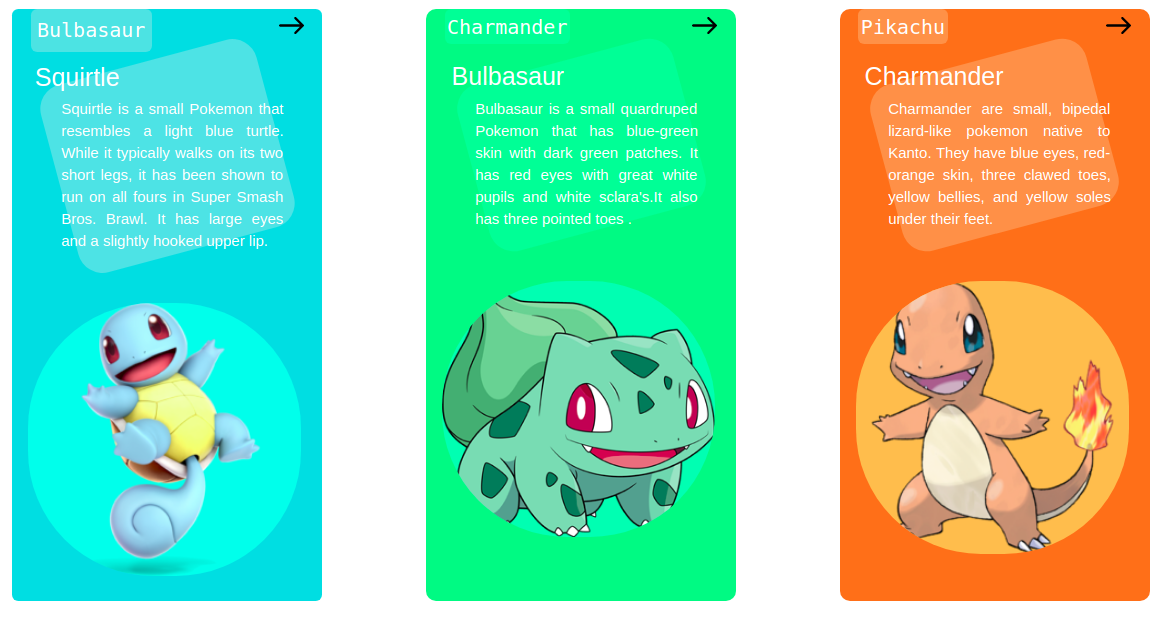 Bulbasaur
Squirtle
Squirtle is a small Pokemon that
resembles a light blue turtle.
While it typically walks on its two
short legs, it has been shown to
run on all fours in Super Smash
Bros. Brawl. It has large eyes
and a slightly hooked upper lip.
Charmander
Bulbasaur
Bulbasaur is a small quardruped
Pokemon that has blue-green
skin with dark green patches. It
has red eyes with great white
pupils and white sclara's.It also
has three pointed toes .
Pikachu
Charmander
Charmander are small, bipedal
lizard-like pokemon native to
Kanto. They have blue eyes, red-
orange skin, three clawed toes,
yellow bellies, and yellow soles
under their feet.